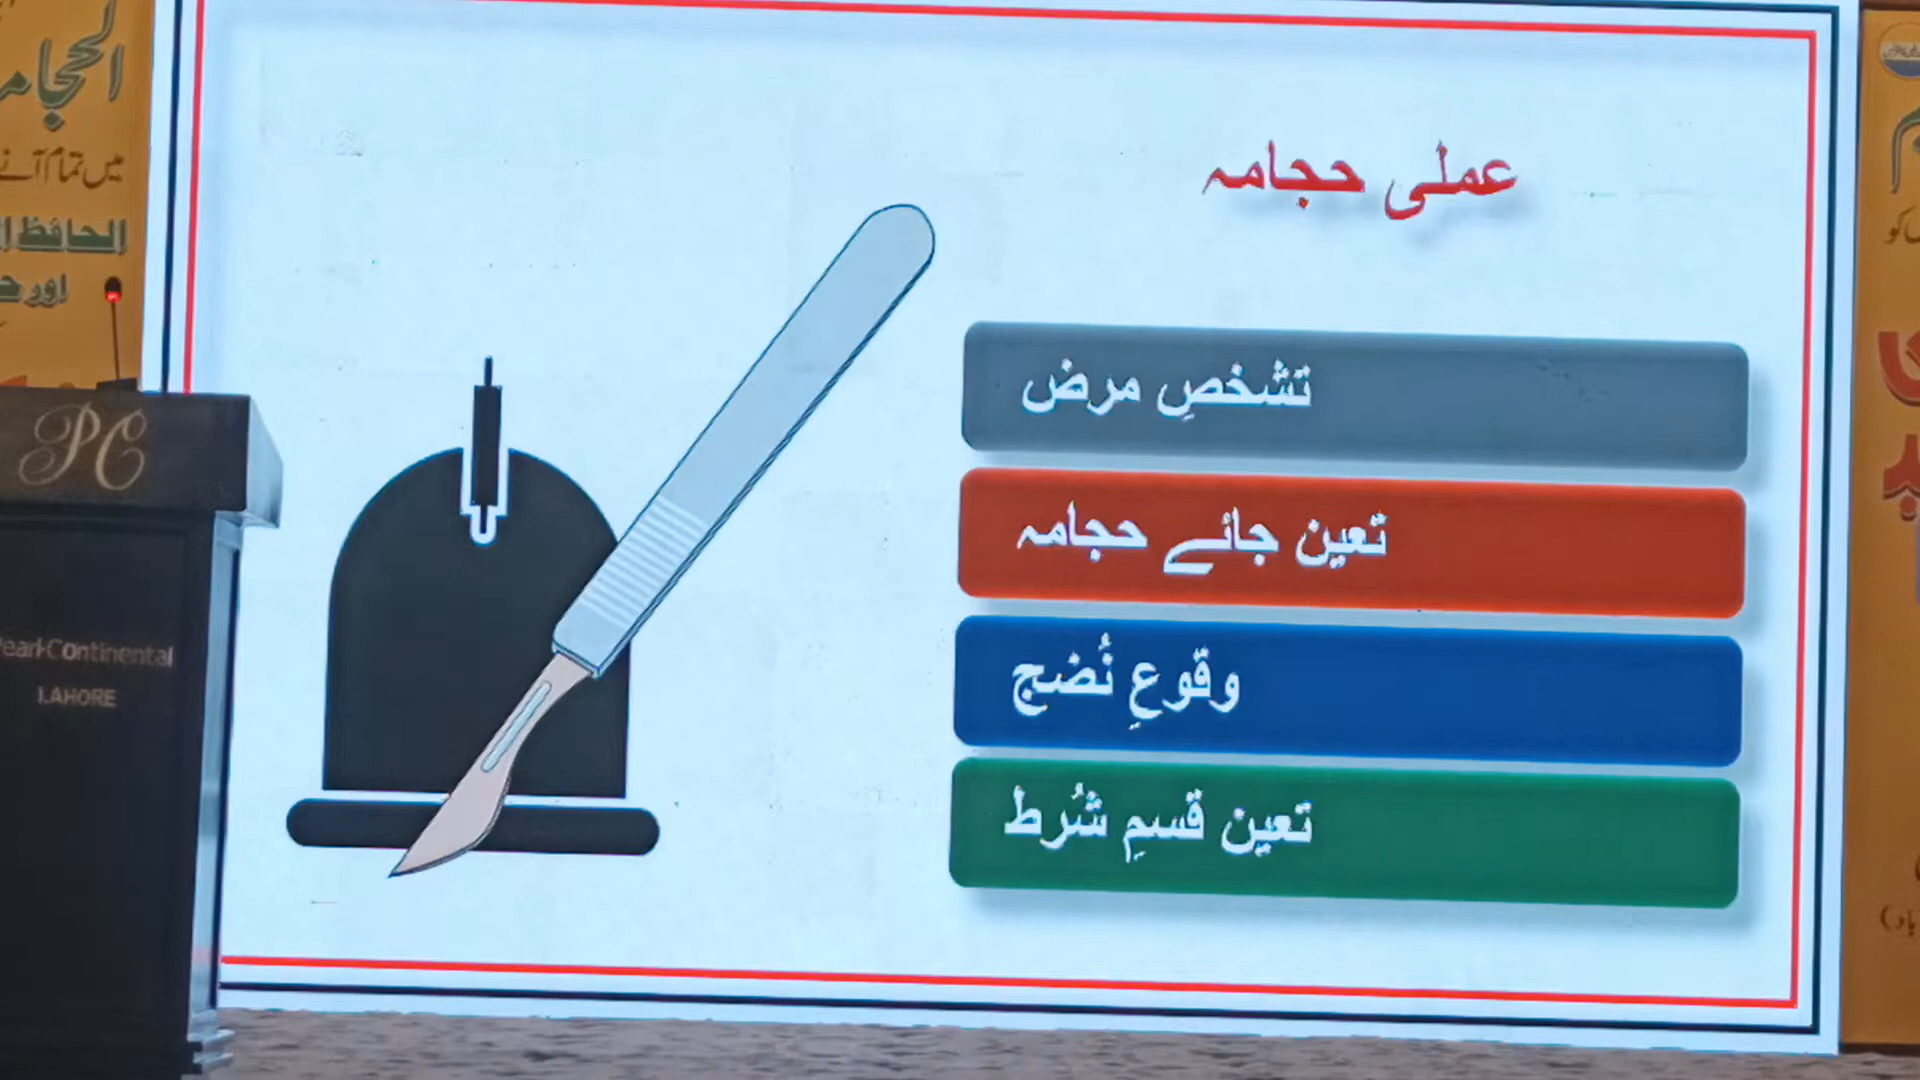 عملی حجامہ
تشخصِ مرض
تعین جائے حجامہ
وقوعِ نُضج
تعین قسمِ شُرط
الحجامہ
میں تمام آنے
الحافظ
اور
PC
Pearl-Continental
LAHORE
کو